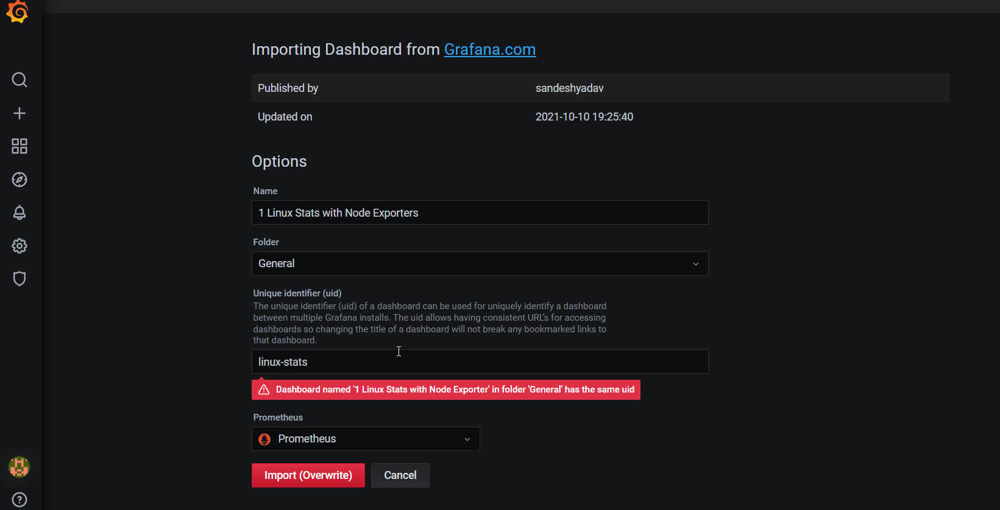 Importing Dashboard from Grafana.com
Published by sandeshyadav
Updated on 2021-10-10 19:25:40
Options
Name
1 Linux Stats with Node Exporters
Folder
General
Unique identifier (uid)
The unique identifier (uid) of a dashboard can be used for uniquely identify a dashboard
between multiple Grafana installs. The uid allows having consistent URL's for accessing
dashboards so changing the title of a dashboard will not break any bookmarked links to
that dashboard.
linux-stats
Dashboard named '1 Linux Stats with Node Exporter' in folder 'General' has the same uid
Prometheus
Prometheus
Import (Overwrite) Cancel